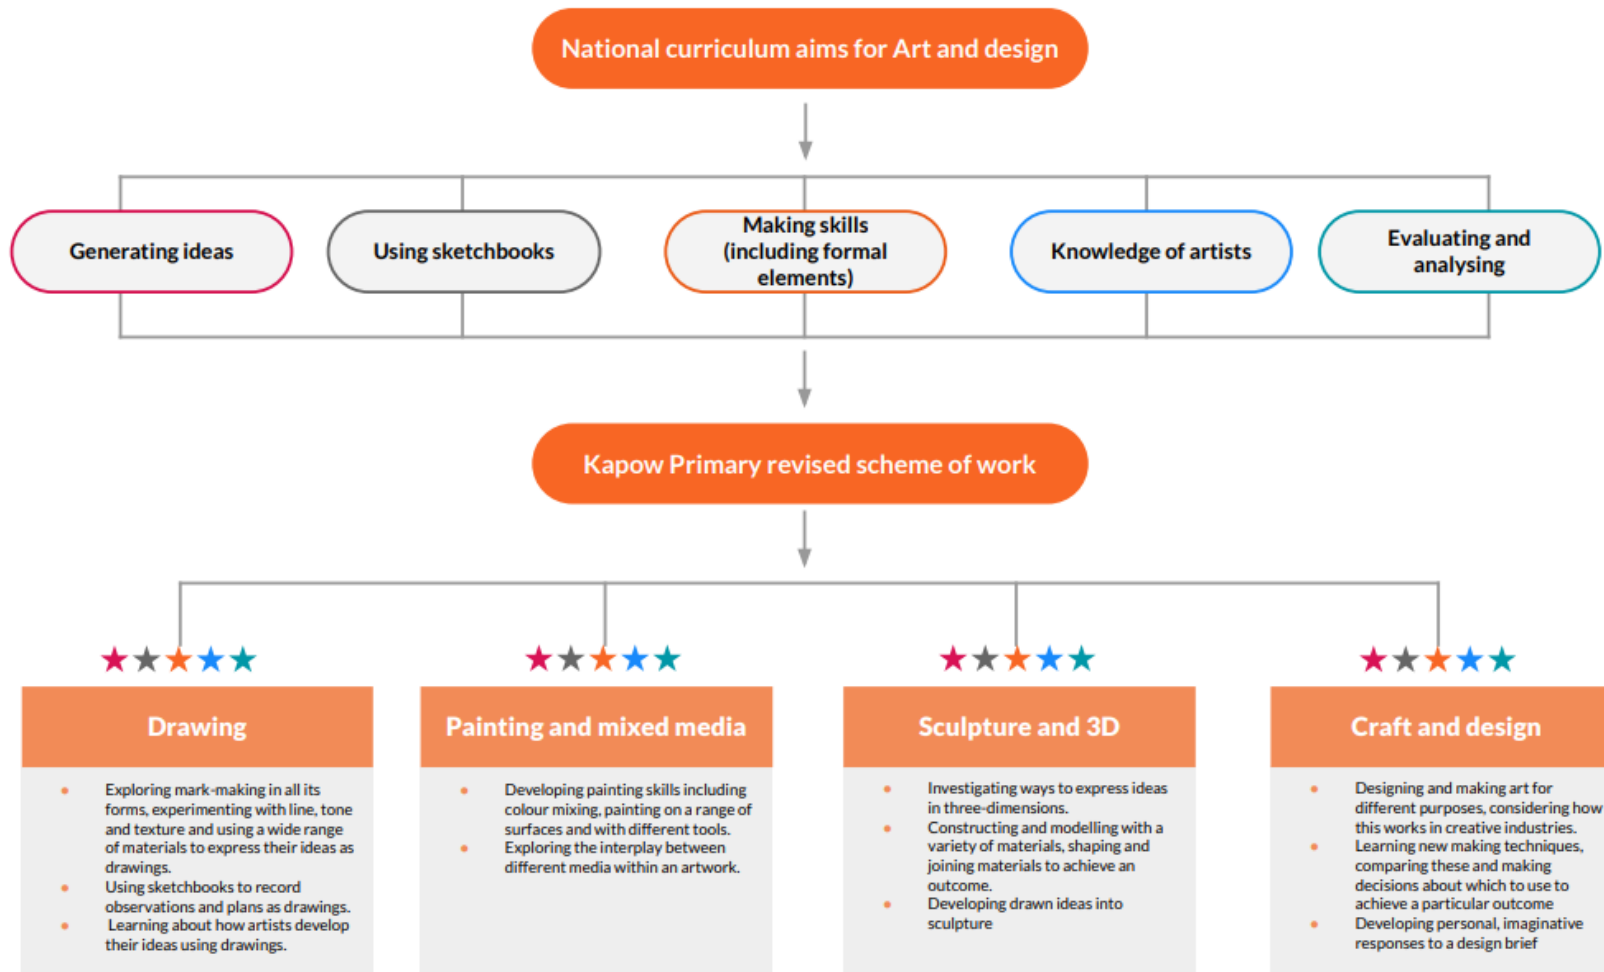 National curriculum aims for Art and design
Generating ideas
Using sketchbooks
Making skills
(including formal
elements)
Knowledge of artists
Evaluating and
analysing
Kapow Primary revised scheme of work
Drawing
Exploring mark-making in all its
forms, experimenting with line, tone
and texture and using a wide range
of materials to express their ideas as
drawings.
Using sketchbooks to record
observations and plans as drawings.
Learning about how artists develop
their ideas using drawings.
Painting and mixed media
Developing painting skills including
colour mixing, painting on a range of
surfaces and with different tools.
Exploring the interplay between
different media within an artwork.
Sculpture and 3D
Investigating ways to express ideas
in three-dimensions.
Constructing and modelling with a
variety of materials, shaping and
joining materials to achieve an
outcome.
Developing drawn ideas into
sculpture
Craft and design
Designing and making art for
different purposes, considering how
this works in creative industries.
Learning new making techniques,
comparing these and making
decisions about which to use to
achieve a particular outcome
Developing personal, imaginative
responses to a design brief